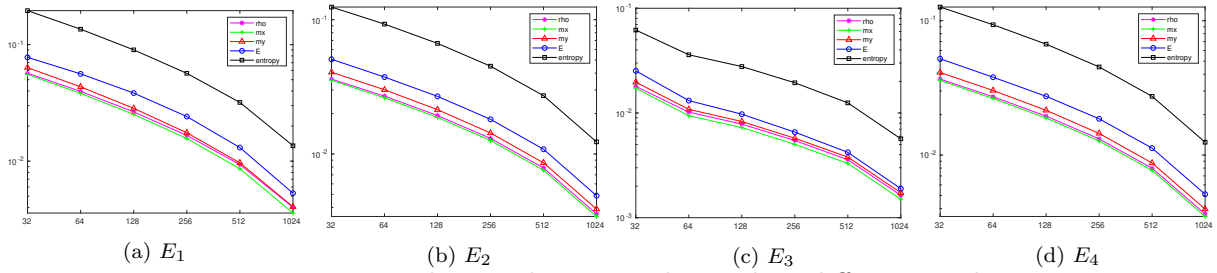 10⁻¹
10⁻²
rho
mx
my
E
entropy
32 64 128 256 512 1024
(a) E₁
10⁻¹
10⁻²
rho
mx
my
E
entropy
32 64 128 256 512 1024
(b) E₂
10⁻¹
10⁻²
10⁻³
rho
mx
my
E
entropy
32 64 128 256 512 1024
(c) E₃
10⁻¹
10⁻²
rho
mx
my
E
entropy
32 64 128 256 512 1024
(d) E₄